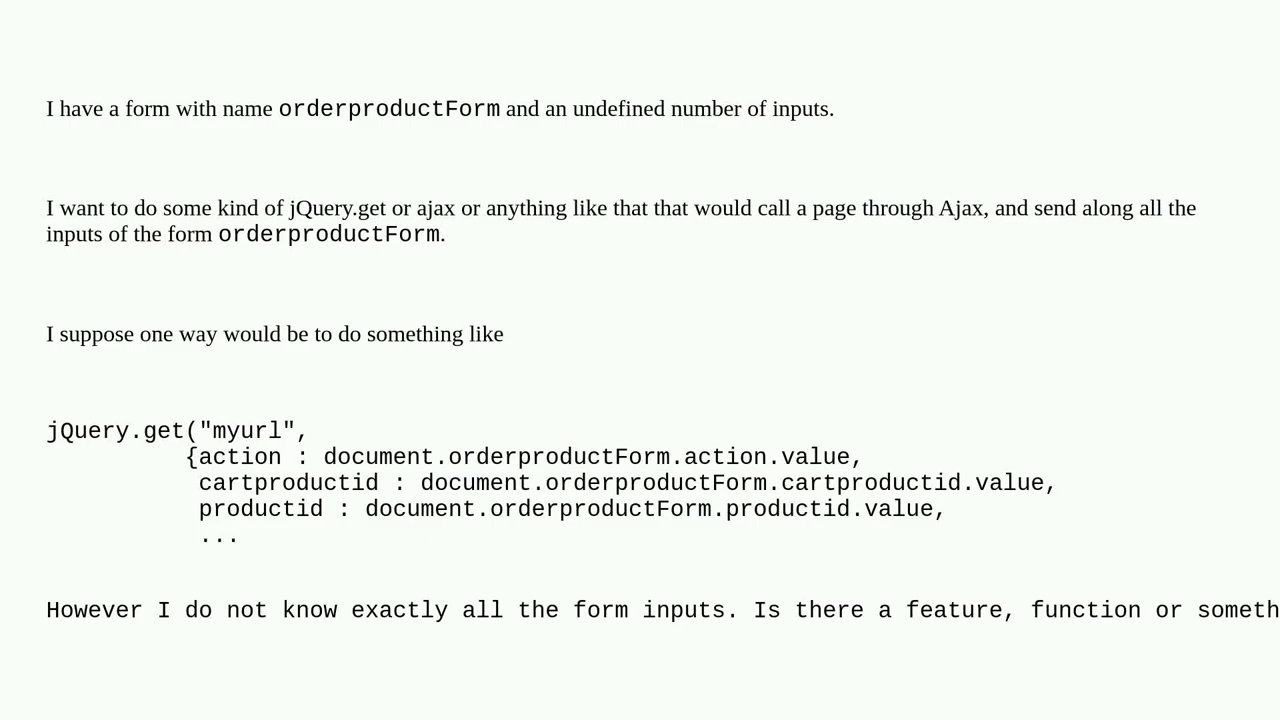 I have a form with name orderproductForm and an undefined number of inputs.
I want to do some kind of jQuery.get or ajax or anything like that that would call a page through Ajax, and send along all the
inputs of the form orderproductForm.
I suppose one way would be to do something like
jQuery.get("myurl",
          {action : document.orderproductForm.action.value,
           cartproductid : document.orderproductForm.cartproductid.value,
           productid : document.orderproductForm.productid.value,
           ...
However I do not know exactly all the form inputs. Is there a feature, function or someth